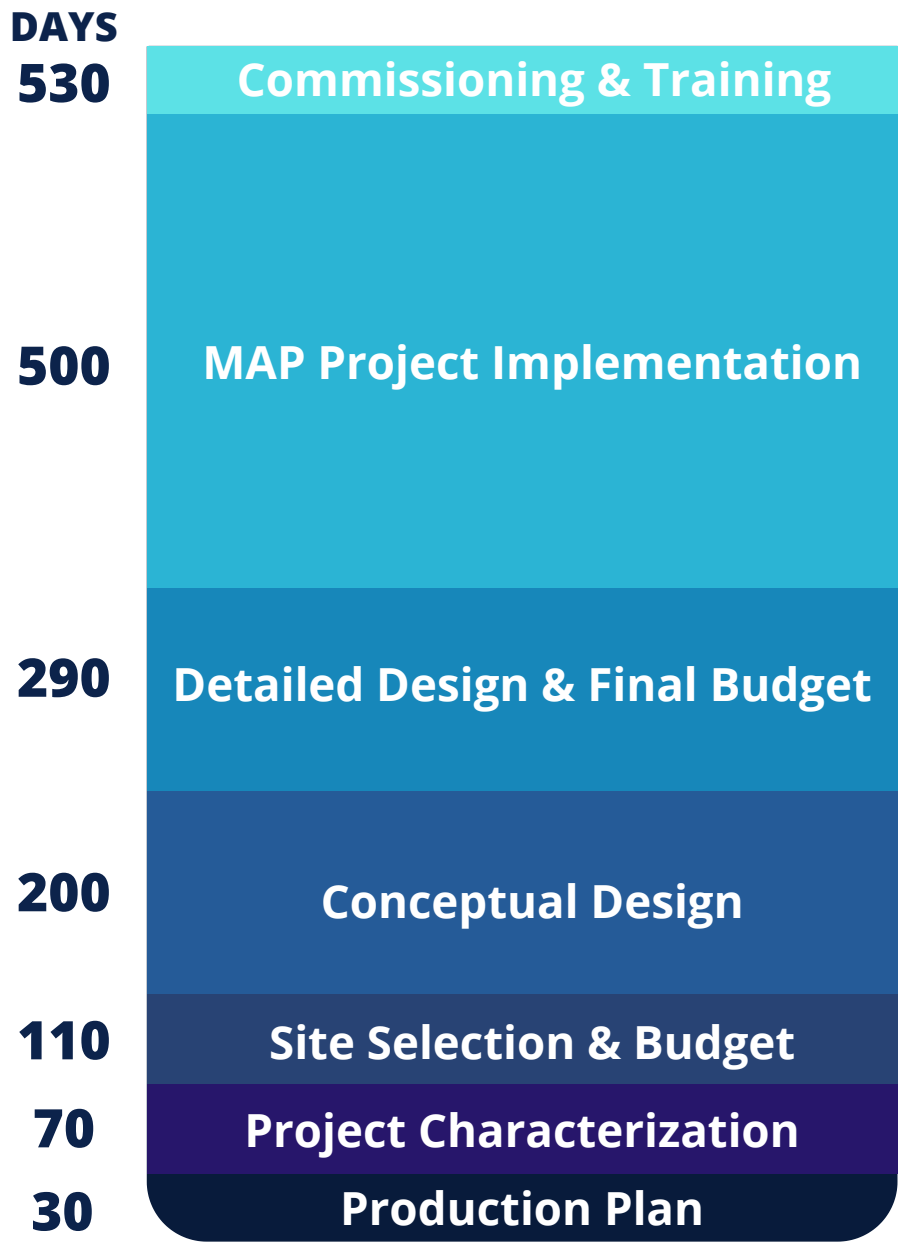 DAYS
530 Commissioning & Training
500 MAP Project Implementation
290 Detailed Design & Final Budget
200 Conceptual Design
110 Site Selection & Budget
70 Project Characterization
30 Production Plan